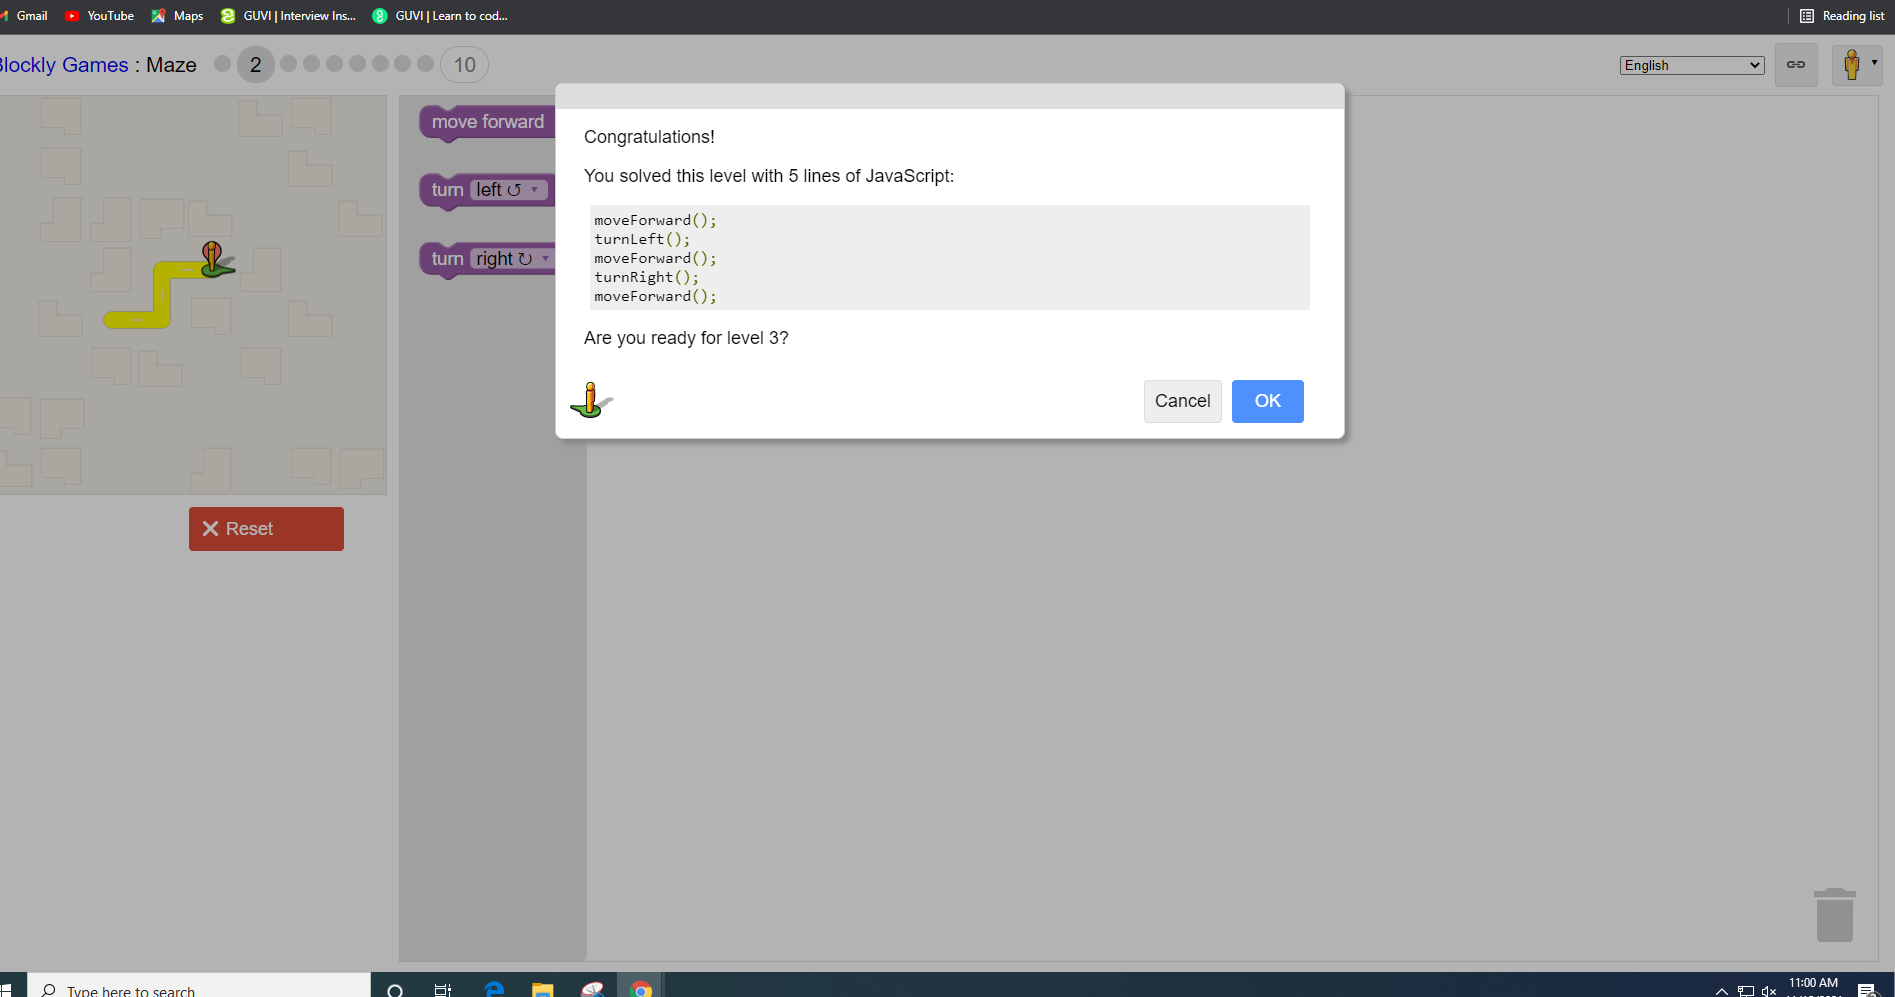 Gmail YouTube Maps GUVI | Interview Ins... GUVI | Learn to cod... Reading list
Blockly Games : Maze 2 10 English
move forward
turn left ↺ ▾
turn right ↻ ▾
Congratulations!
You solved this level with 5 lines of JavaScript:
moveForward();
turnLeft();
moveForward();
turnRight();
moveForward();
Are you ready for level 3?
Cancel OK
Reset
Type here to search
11:00 AM